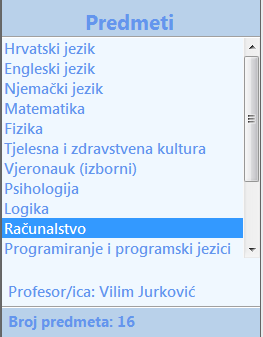 Predmeti
Hrvatski jezik
Engleski jezik
Njemački jezik
Matematika
Fizika
Tjelesna i zdravstvena kultura
Vjeronauk (izborni)
Psihologija
Logika
Računalstvo
Programiranje i programski jezici
Profesor/ica: Vilim Jurković
Broj predmeta: 16